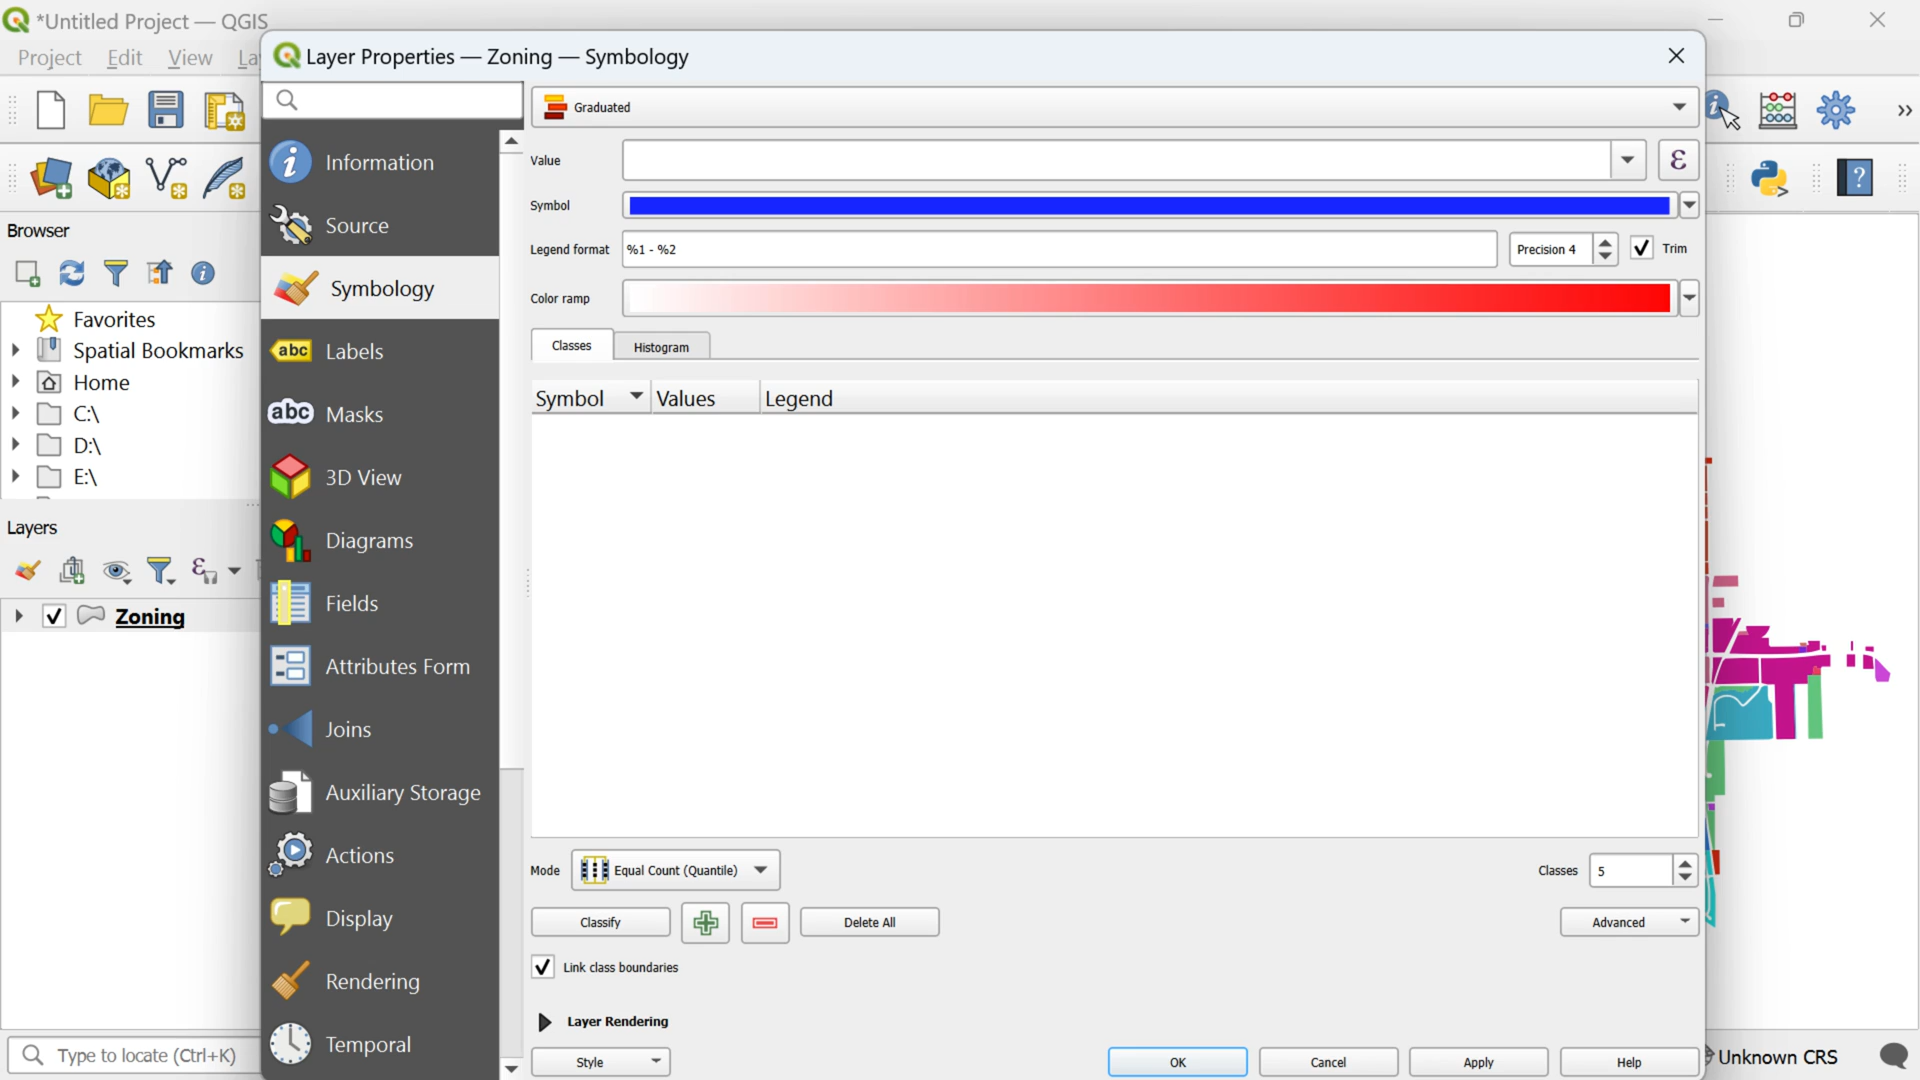 *Untitled Project — QGIS
Project Edit View La
Layer Properties — Zoning — Symbology
Graduated
Information
Value
ε
Source
Symbol
Legend format %1 - %2 Precision 4 Trim
Symbology
Color ramp
Browser
Favorites
Spatial Bookmarks
Home
C:\
D:\
E:\
abc Labels
Classes Histogram
abc Masks
Symbol Values Legend
3D View
Layers
Diagrams
ε
Fields
Zoning
Attributes Form
Joins
Auxiliary Storage
Actions
Mode Equal Count (Quantile) Classes 5
Display
Classify Delete All Advanced
Link class boundaries
Rendering
Layer Rendering
Temporal
Type to locate (Ctrl+K)
Style OK Cancel Apply Help
Unknown CRS